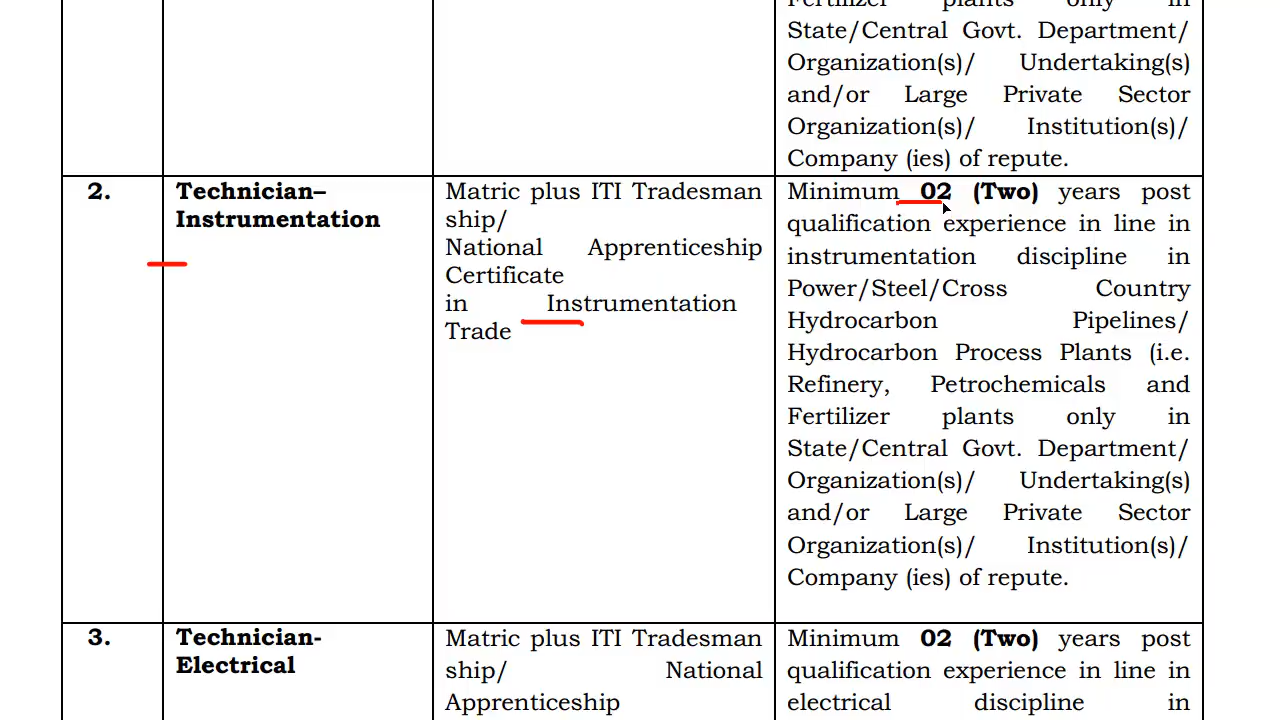 Fertilizer plants only in
State/Central Govt. Department/
Organization(s)/ Undertaking(s)
and/or Large Private Sector
Organization(s)/ Institution(s)/
Company (ies) of repute.
2.
Technician–
Instrumentation
Matric plus ITI Tradesman
ship/
National Apprenticeship
Certificate
in Instrumentation
Trade
Minimum 02 (Two) years post
qualification experience in line in
instrumentation discipline in
Power/Steel/Cross Country
Hydrocarbon Pipelines/
Hydrocarbon Process Plants (i.e.
Refinery, Petrochemicals and
Fertilizer plants only in
State/Central Govt. Department/
Organization(s)/ Undertaking(s)
and/or Large Private Sector
Organization(s)/ Institution(s)/
Company (ies) of repute.
3.
Technician-
Electrical
Matric plus ITI Tradesman
ship/ National
Apprenticeship
Minimum 02 (Two) years post
qualification experience in line in
electrical discipline in